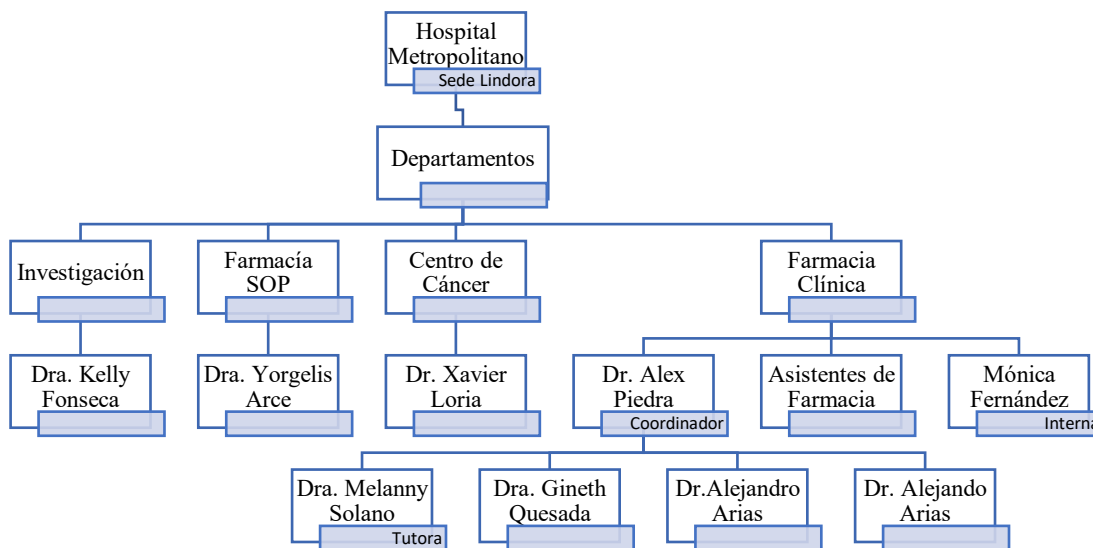 Hospital
Metropolitano
Sede Lindora
Departamentos
Investigación
Farmacía
SOP
Centro de
Cáncer
Farmacia
Clínica
Dra. Kelly
Fonseca
Dra. Yorgelis
Arce
Dr. Xavier
Loria
Dr. Alex
Piedra
Coordinador
Asistentes de
Farmacia
Mónica
Fernández
Interna
Dra. Melanny
Solano
Tutora
Dra. Gineth
Quesada
Dr.Alejandro
Arias
Dr. Alejando
Arias